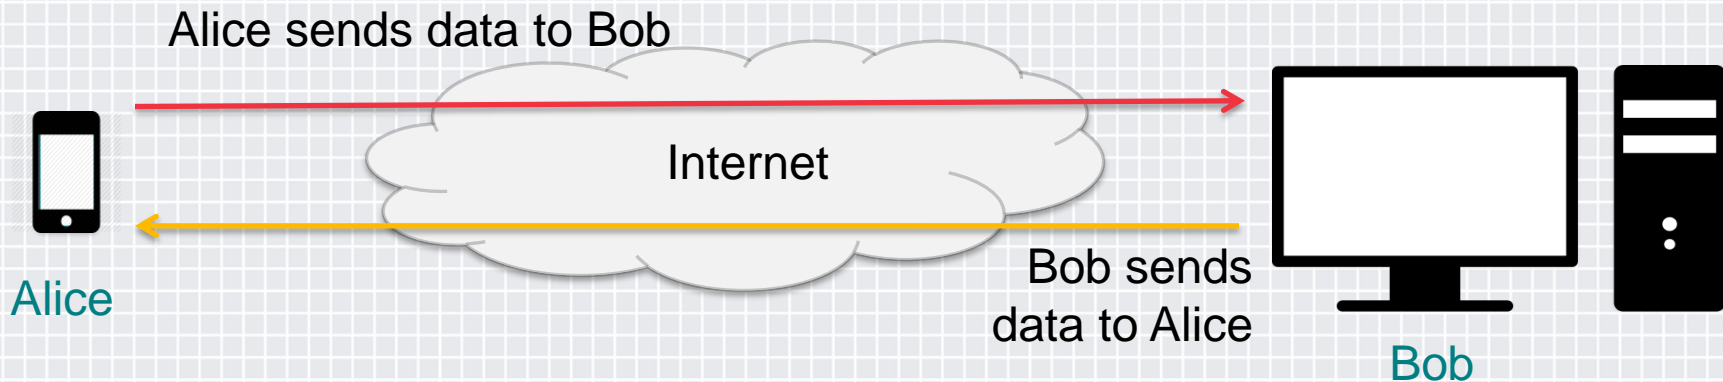 Alice sends data to Bob
Internet
Bob sends
data to Alice
Alice
Bob